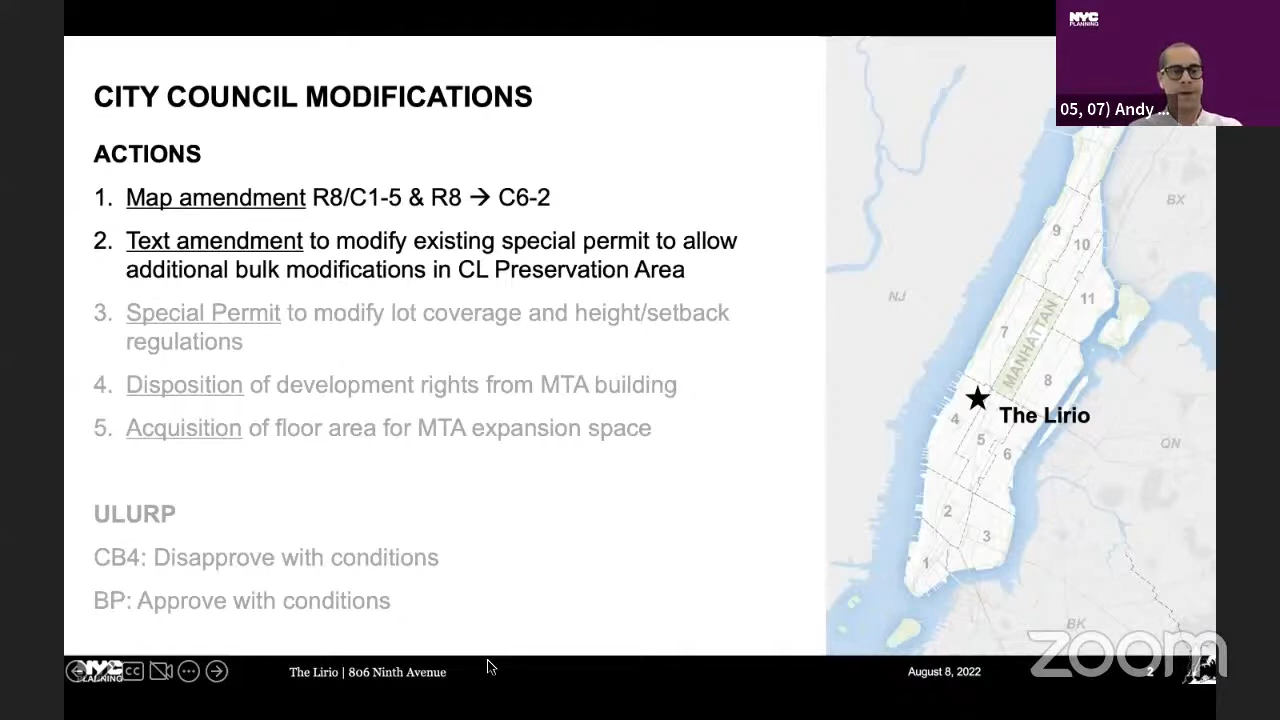 NYC
PLANNING
05, 07) Andy ...
CITY COUNCIL MODIFICATIONS
ACTIONS
1. Map amendment R8/C1-5 & R8 → C6-2
2. Text amendment to modify existing special permit to allow
additional bulk modifications in CL Preservation Area
3. Special Permit to modify lot coverage and height/setback
regulations
4. Disposition of development rights from MTA building
5. Acquisition of floor area for MTA expansion space
ULURP
CB4: Disapprove with conditions
BP: Approve with conditions
BX
9
10
NJ
11
MANHATTAN
7
8
The Lirio
4
5
6
QN
2
3
1
BK
zoom
NYC
PLANNING
CC
The Lirio | 806 Ninth Avenue
August 8, 2022
2